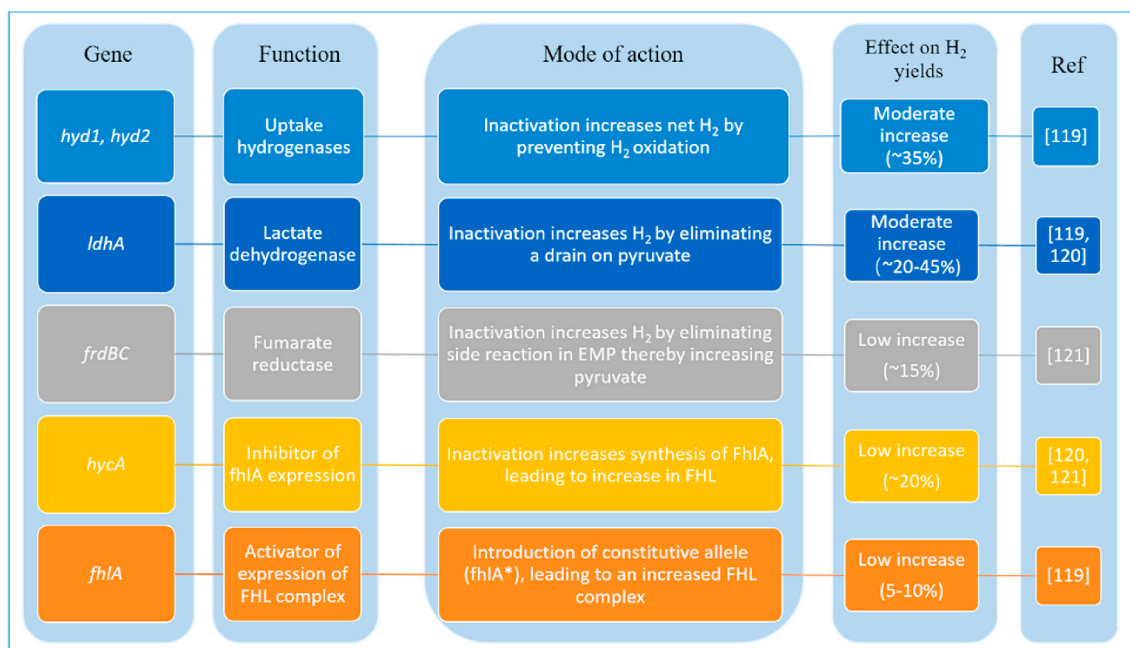 Gene
Function
Mode of action
Effect on H₂
yields
Ref
hyd1, hyd2
Uptake
hydrogenases
Inactivation increases net H₂ by
preventing H₂ oxidation
Moderate
increase
(~35%)
[119]
ldhA
Lactate
dehydrogenase
Inactivation increases H₂ by eliminating
a drain on pyruvate
Moderate
increase
(~20-45%)
[119,
120]
frdBC
Fumarate
reductase
Inactivation increases H₂ by eliminating
side reaction in EMP thereby increasing
pyruvate
Low increase
(~15%)
[121]
hycA
Inhibitor of
fhlA expression
Inactivation increases synthesis of FhlA,
leading to increase in FHL
Low increase
(~20%)
[120,
121]
fhlA
Activator of
expression of
FHL complex
Introduction of constitutive allele
(fhlA*), leading to an increased FHL
complex
Low increase
(5-10%)
[119]